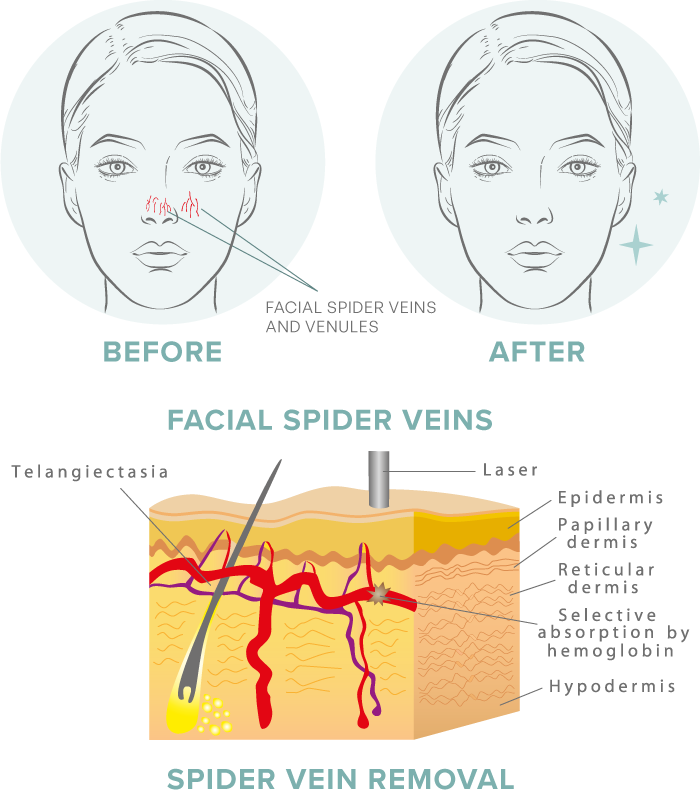 FACIAL SPIDER VEINS
AND VENULES
BEFORE
AFTER
FACIAL SPIDER VEINS
Telangiectasia
Laser
Epidermis
Papillary
dermis
Reticular
dermis
Selective
absorption by
hemoglobin
Hypodermis
SPIDER VEIN REMOVAL